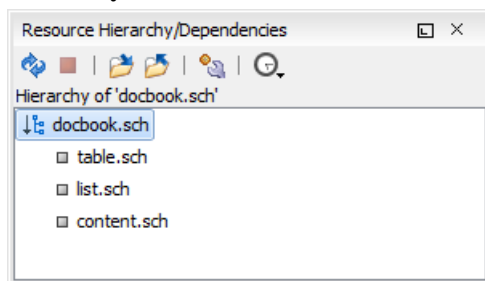 Resource Hierarchy/Dependencies
Hierarchy of 'docbook.sch'
docbook.sch
table.sch
list.sch
content.sch